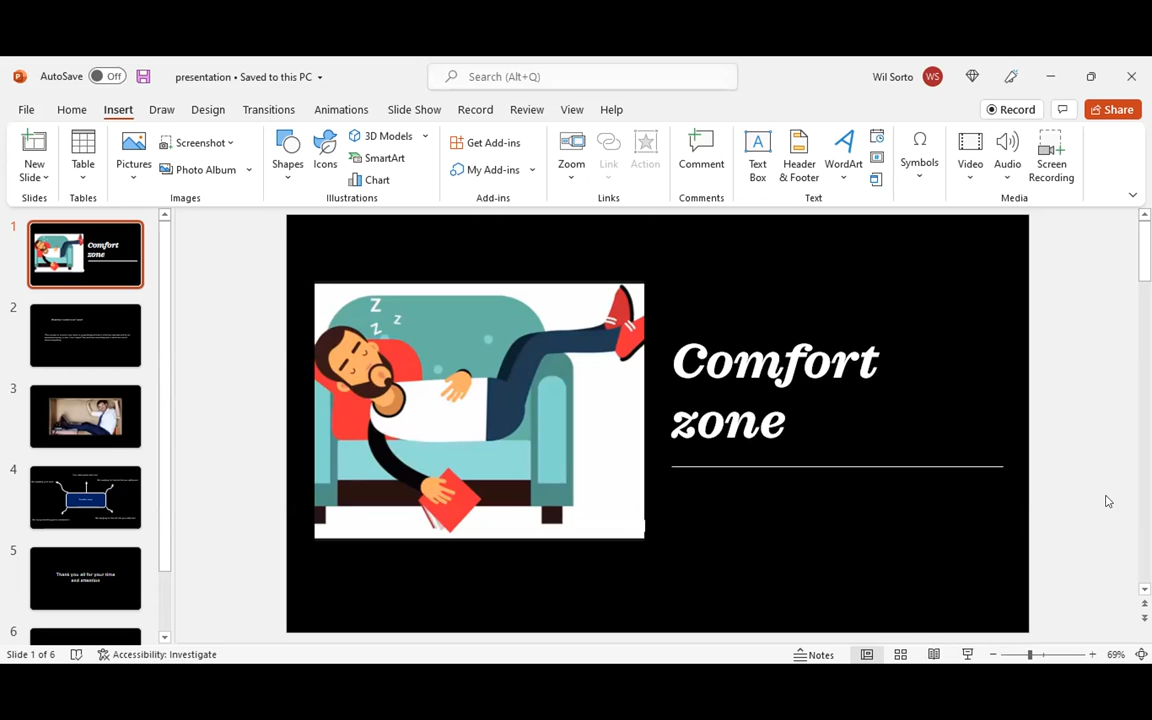 AutoSave Off presentation • Saved to this PC Search (Alt+Q) Wil Sorto WS
File Home Insert Draw Design Transitions Animations Slide Show Record Review View Help Record Share
New Slide
Table
Pictures
Screenshot
Photo Album
Shapes
Icons
3D Models
SmartArt
Chart
Get Add-ins
My Add-ins
Zoom
Link
Action
Comment
Text Box
Header & Footer
WordArt
Symbols
Video
Audio
Screen Recording
Slides Tables Images Illustrations Add-ins Links Comments Text Media
1
Comfort
zone
2
3
4
5
Thank you all for your time
and attention
6
Z
Z
Z
Comfort
zone
Slide 1 of 6 Accessibility: Investigate Notes 69%